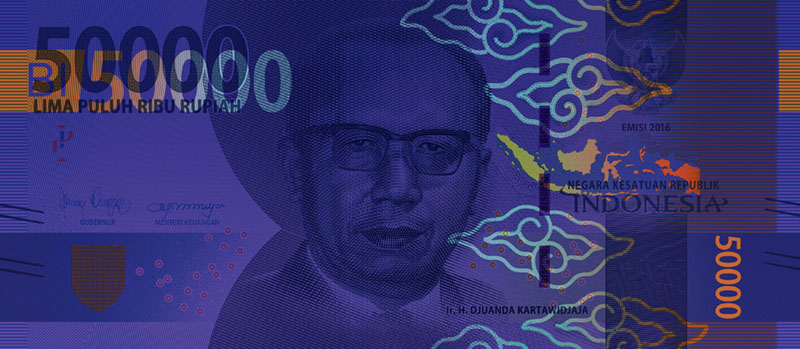 50000
BI 50000
LIMA PULUH RIBU RUPIAH
EMISI 2016
NEGARA KESATUAN REPUBLIK
INDONESIA
GUBERNUR
MENTERI KEUANGAN
50000
Ir. H. DJUANDA KARTAWIDJAJA